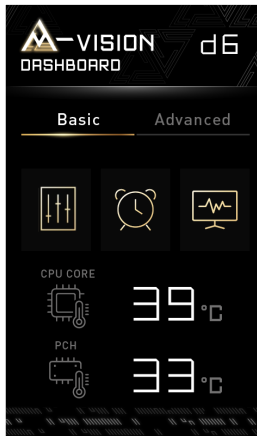 A-VISION
DASHBOARD
d6
Basic
Advanced
CPU CORE
39 °C
PCH
33 °C